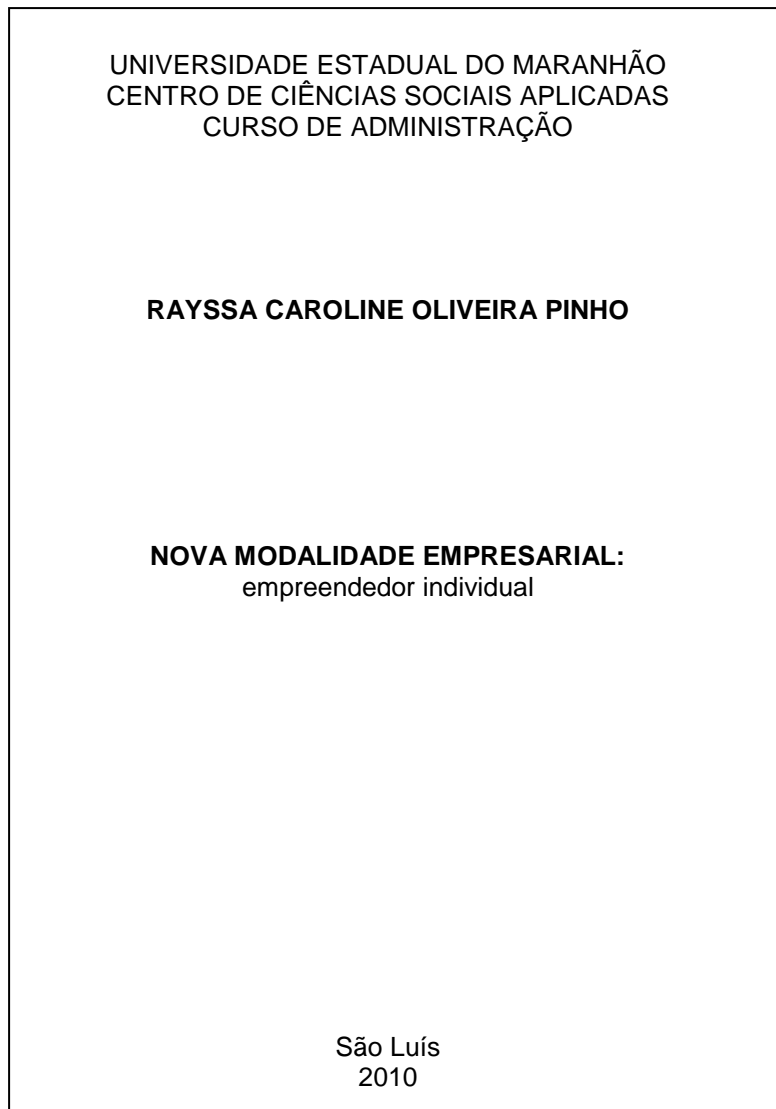 UNIVERSIDADE ESTADUAL DO MARANHÃO
CENTRO DE CIÊNCIAS SOCIAIS APLICADAS
CURSO DE ADMINISTRAÇÃO
RAYSSA CAROLINE OLIVEIRA PINHO
NOVA MODALIDADE EMPRESARIAL:
empreendedor individual
São Luís
2010